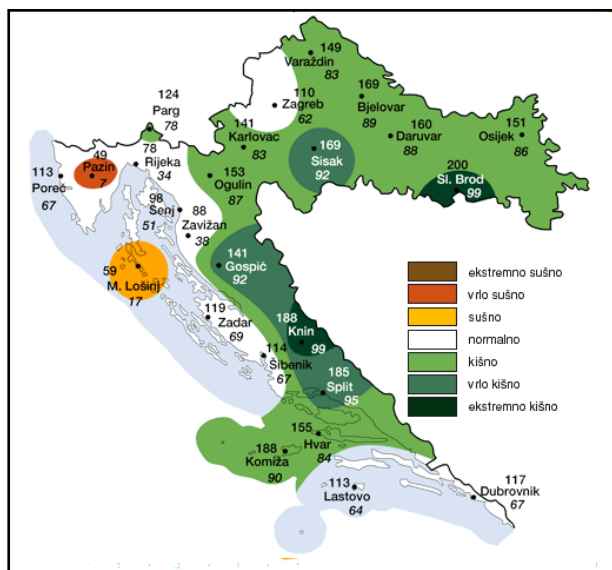 149
Varaždin
83
124
Parg
78
110
Zagreb
62
169
Bjelovar
89
141
Karlovac
83
160
Daruvar
88
151
Osijek
86
169
Sisak
92
200
Sl. Brod
99
78
Rijeka
34
49
Pazin
7
113
Poreč
67
153
Ogulin
87
98
Senj
51
88
Zavižan
38
59
M. Lošinj
17
141
Gospić
92
119
Zadar
69
188
Knin
99
114
Šibenik
67
185
Split
95
155
Hvar
84
188
Komiža
90
113
Lastovo
64
117
Dubrovnik
67
ekstremno sušno
vrlo sušno
sušno
normalno
kišno
vrlo kišno
ekstremno kišno